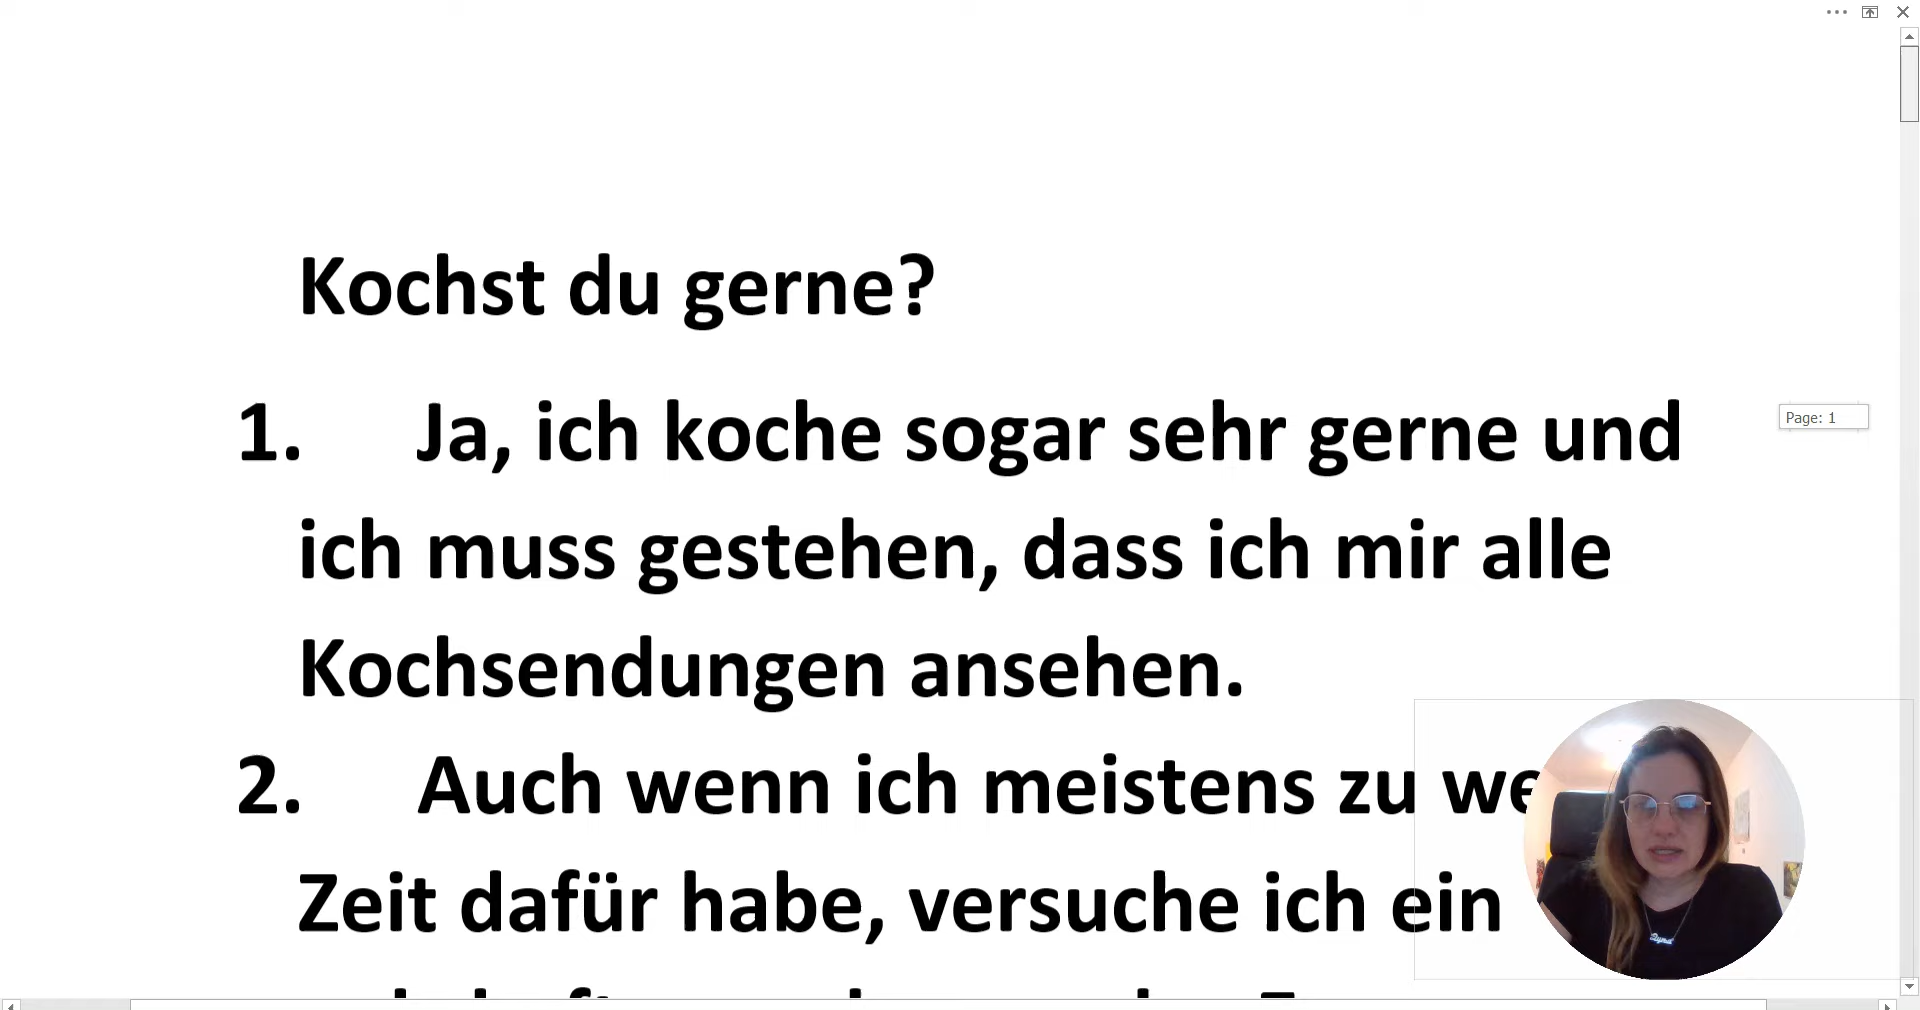 Kochst du gerne?
Page: 1
1. Ja, ich koche sogar sehr gerne und
ich muss gestehen, dass ich mir alle
Kochsendungen ansehen.
2. Auch wenn ich meistens zu
Zeit dafür habe, versuche ich ein